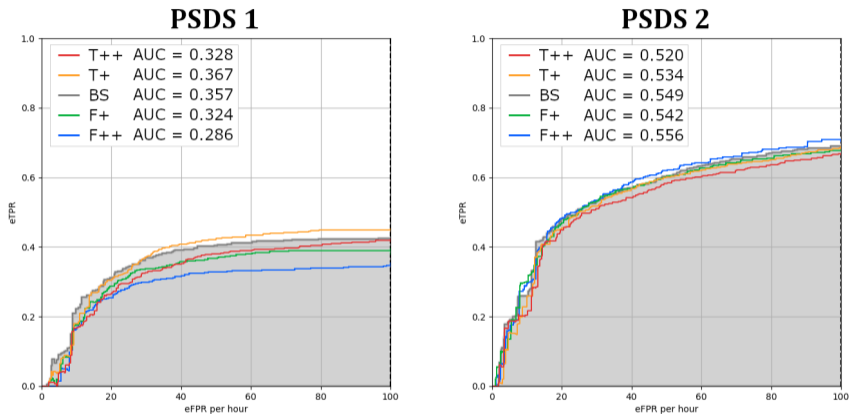 PSDS 1
T++ AUC = 0.328
T+ AUC = 0.367
BS AUC = 0.357
F+ AUC = 0.324
F++ AUC = 0.286
1.0
0.8
0.6
0.4
0.2
0.0
eTPR
0 20 40 60 80 100
eFPR per hour
PSDS 2
T++ AUC = 0.520
T+ AUC = 0.534
BS AUC = 0.549
F+ AUC = 0.542
F++ AUC = 0.556
1.0
0.8
0.6
0.4
0.2
0.0
eTPR
0 20 40 60 80 100
eFPR per hour